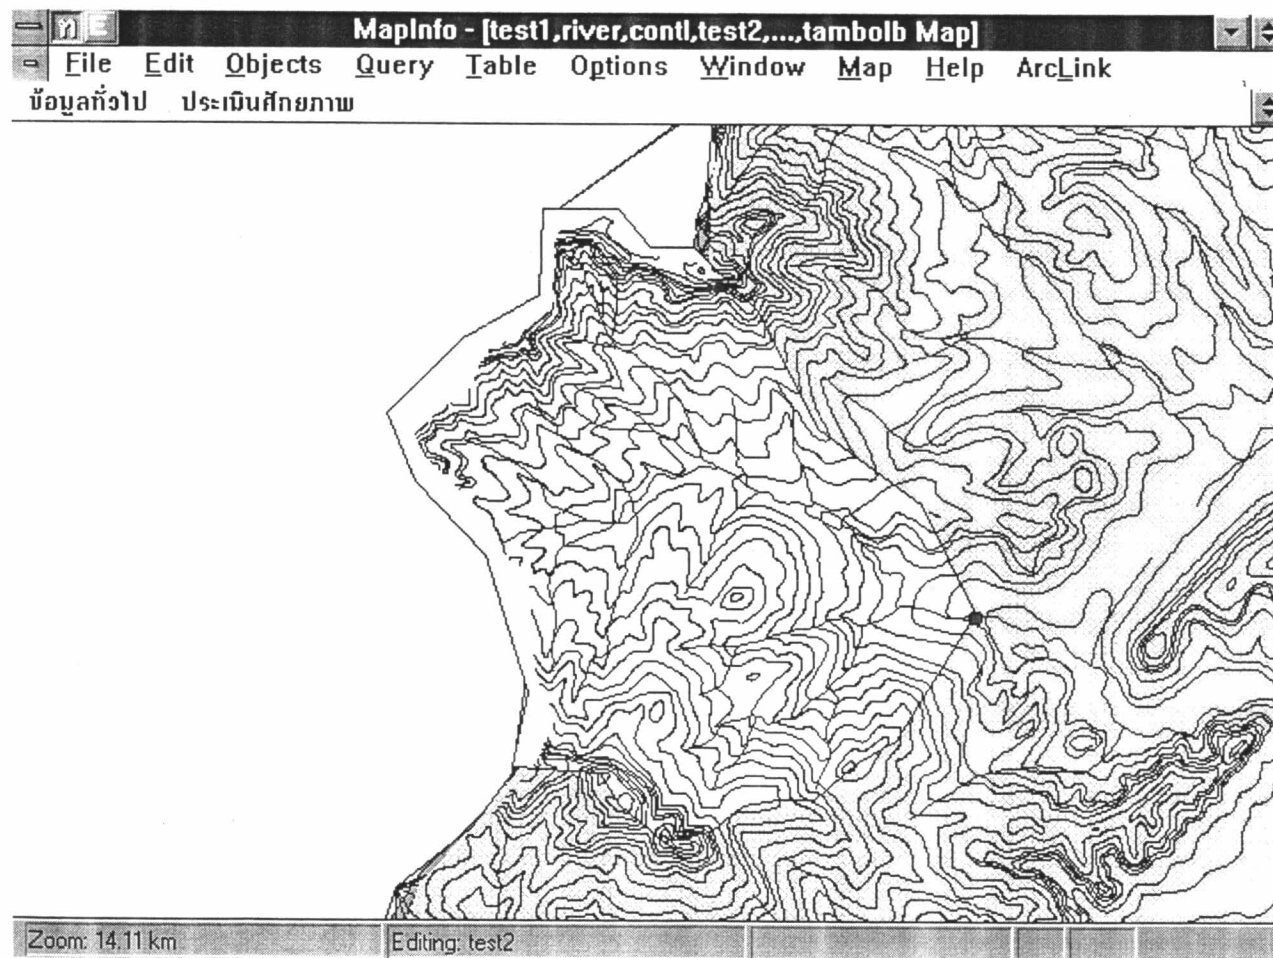 ก E MapInfo - [test1,river,contl,test2,...,tambolb Map]
File Edit Objects Query Table Options Window Map Help ArcLink
ข้อมูลทั่วไป ประเมินศักยภาพ
Zoom: 14.11 km Editing: test2